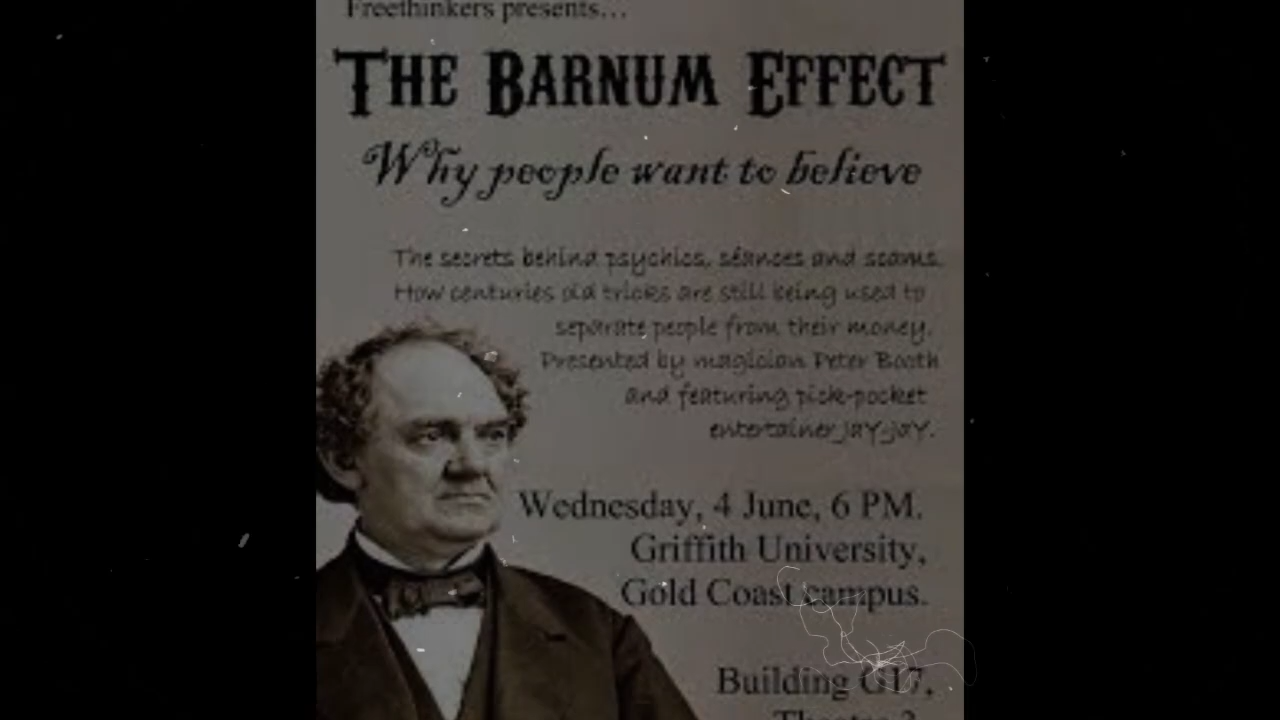 Freethinkers presents...
THE BARNUM EFFECT
Why people want to believe
The secrets behind psychics, séances and scams.
How centuries old tricks are still being used to
separate people from their money.
Presented by magician Peter Booth
and featuring pick-pocket
entertainer JaY-JaY.
Wednesday, 4 June, 6 PM.
Griffith University,
Gold Coast campus.
Building G17,
Theatre 2